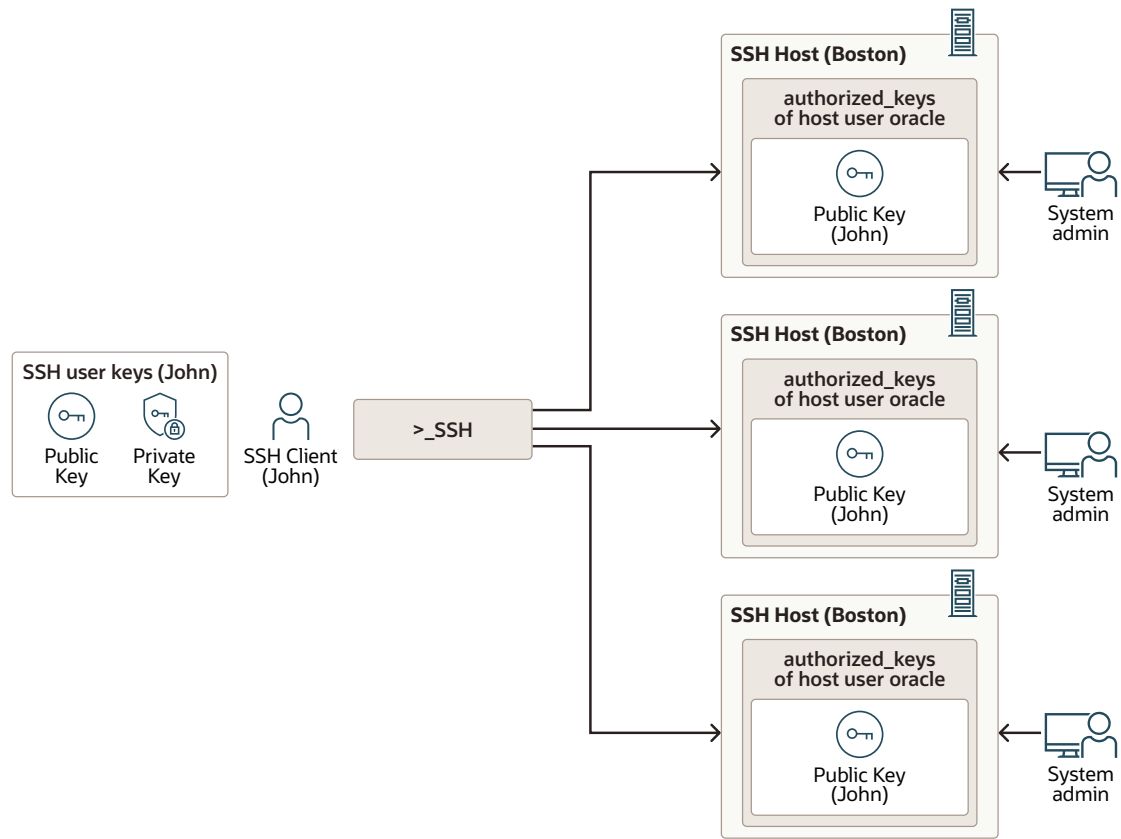 SSH user keys (John)
Public
Key
Private
Key
SSH Client
(John)
>_SSH
SSH Host (Boston)
authorized_keys
of host user oracle
Public Key
(John)
System
admin
SSH Host (Boston)
authorized_keys
of host user oracle
Public Key
(John)
System
admin
SSH Host (Boston)
authorized_keys
of host user oracle
Public Key
(John)
System
admin